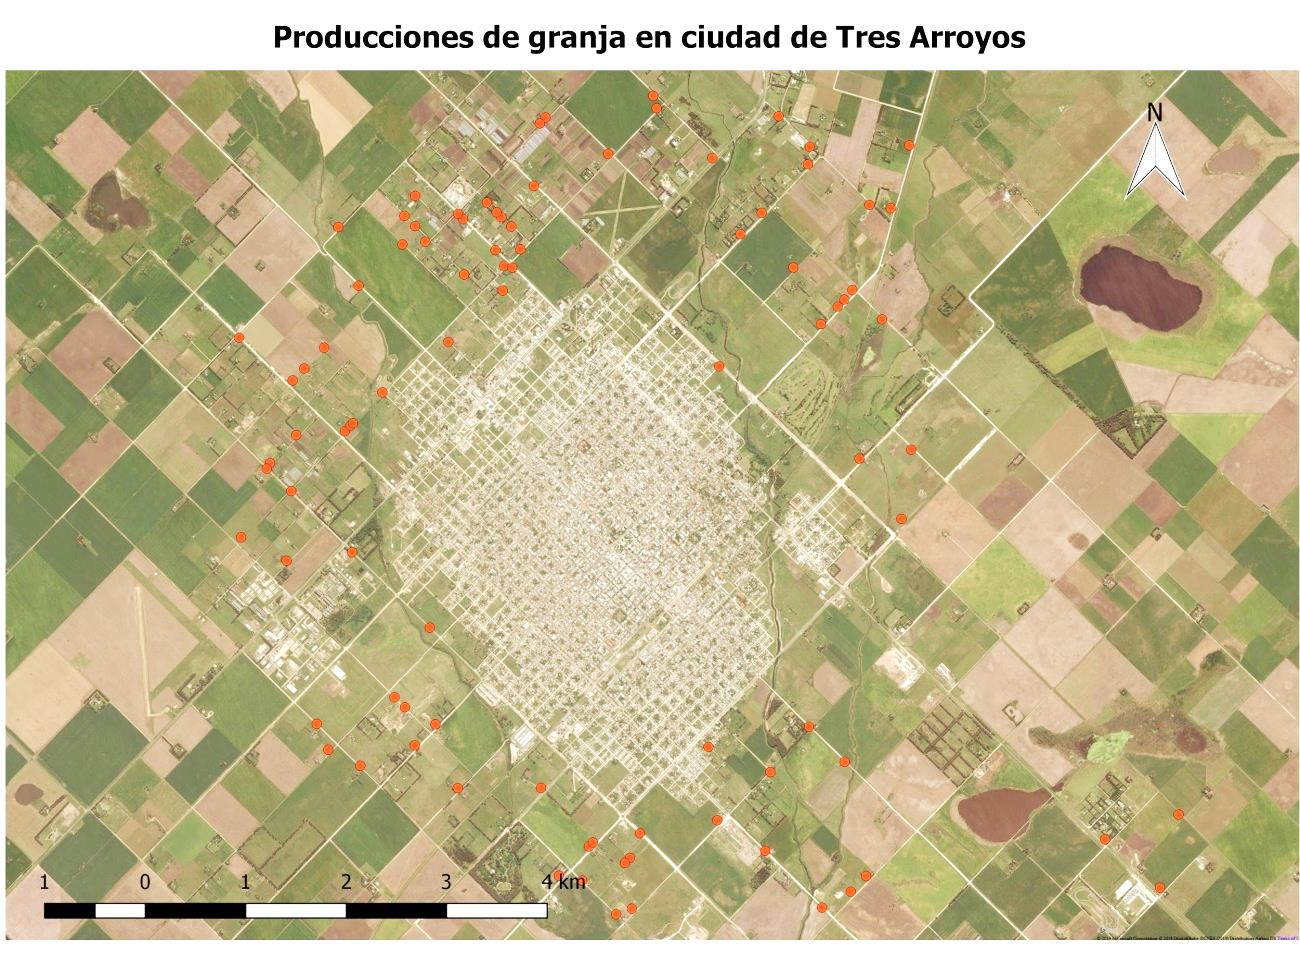 Producciones de granja en ciudad de Tres Arroyos
N
1 0 1 2 3 4 km